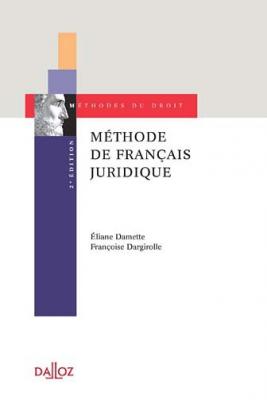 MÉTHODES DU DROIT
2e ÉDITION
MÉTHODE
DE FRANÇAIS
JURIDIQUE
Éliane Damette
Françoise Dargirolle
DALLOZ